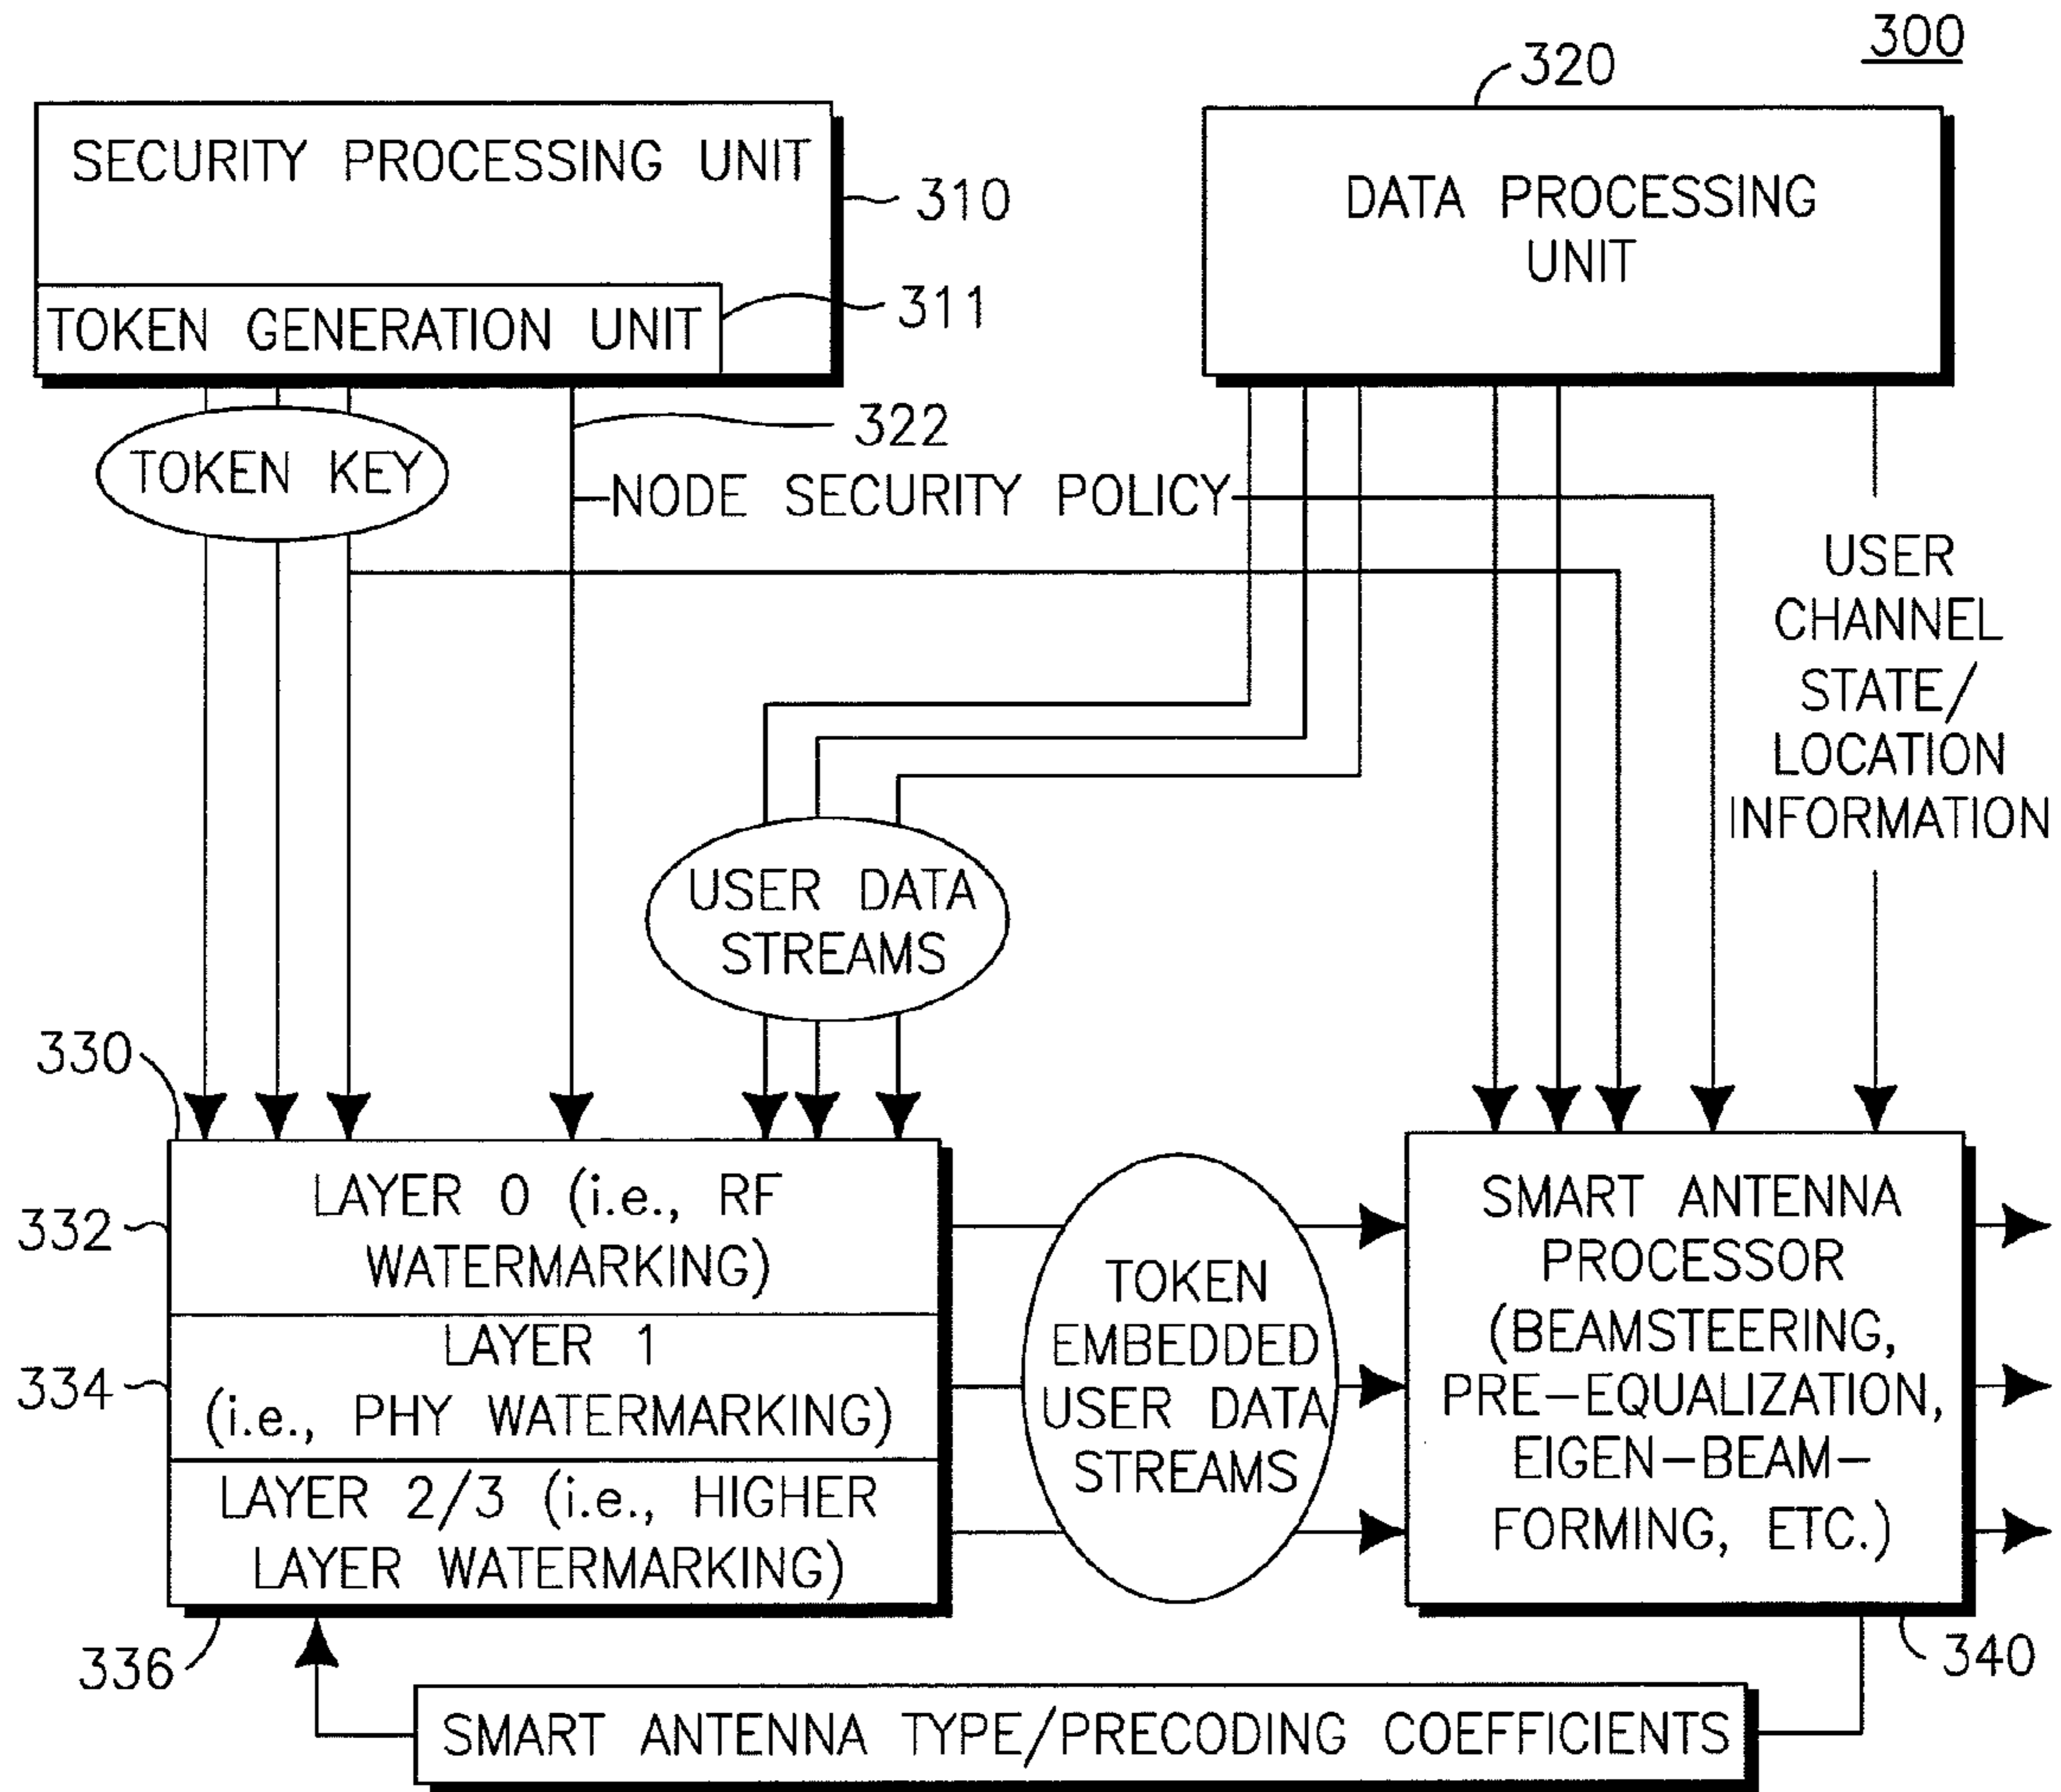 300
320
SECURITY PROCESSING UNIT
310
DATA PROCESSING
UNIT
TOKEN GENERATION UNIT
311
322
TOKEN KEY
NODE SECURITY POLICY
USER
CHANNEL
STATE/
LOCATION
INFORMATION
USER DATA
STREAMS
330
332
LAYER 0 (i.e., RF
WATERMARKING)
334
LAYER 1
(i.e., PHY WATERMARKING)
LAYER 2/3 (i.e., HIGHER
LAYER WATERMARKING)
336
TOKEN
EMBEDDED
USER DATA
STREAMS
SMART ANTENNA
PROCESSOR
(BEAMSTEERING,
PRE-EQUALIZATION,
EIGEN-BEAM-
FORMING, ETC.)
340
SMART ANTENNA TYPE/PRECODING COEFFICIENTS